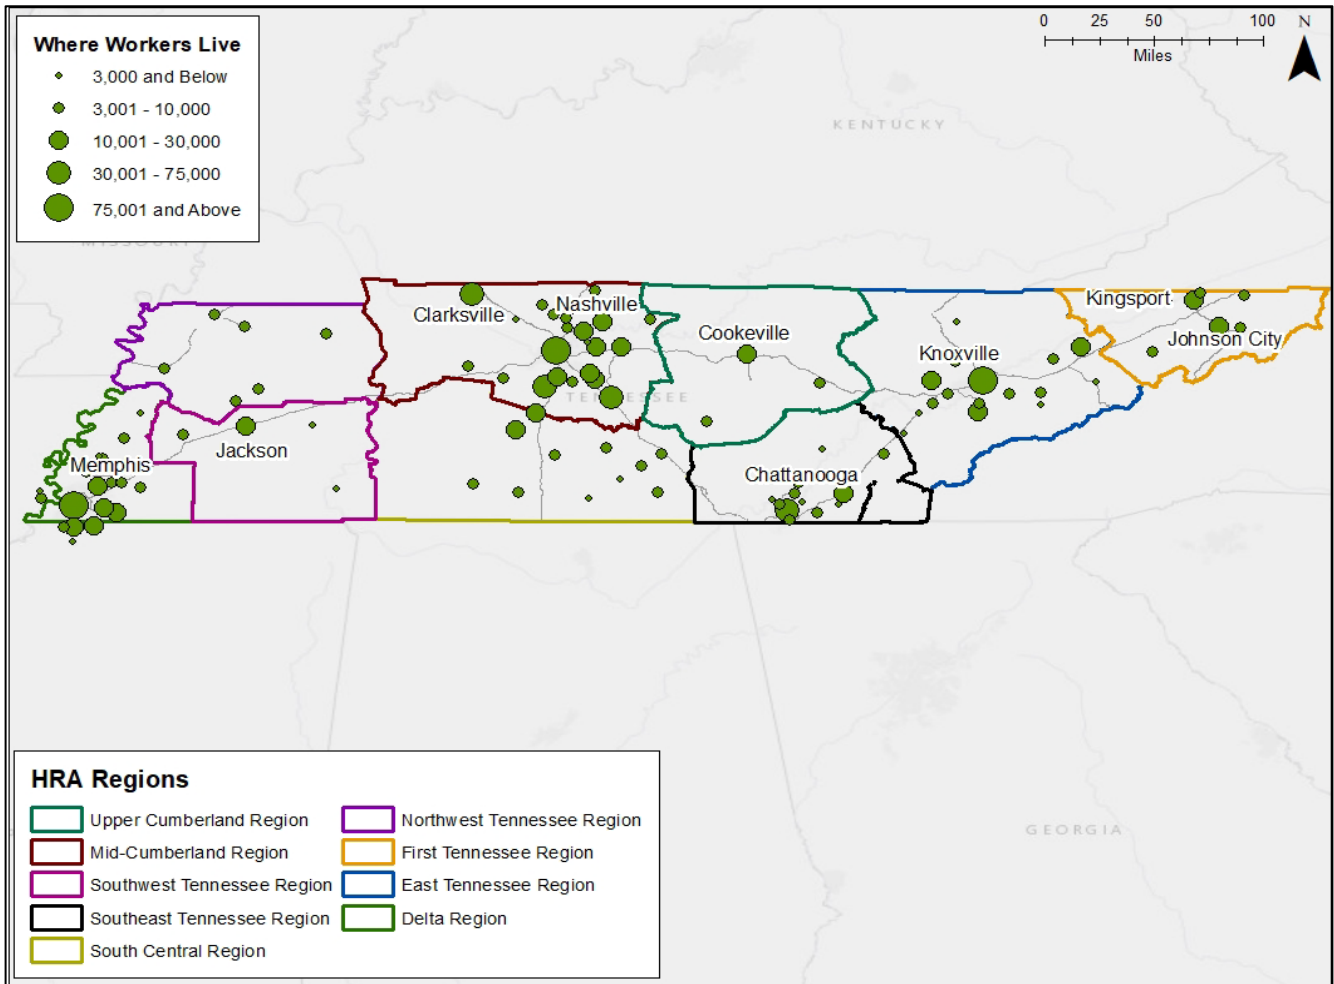 Where Workers Live
3,000 and Below
3,001 - 10,000
10,001 - 30,000
30,001 - 75,000
75,001 and Above
0 25 50 100 N
Miles
KENTUCKY
MISSOURI
Clarksville
Nashville
Cookeville
Knoxville
Kingsport
Johnson City
TENNESSEE
Jackson
Memphis
Chattanooga
GEORGIA
HRA Regions
Upper Cumberland Region
Mid-Cumberland Region
Southwest Tennessee Region
Southeast Tennessee Region
South Central Region
Northwest Tennessee Region
First Tennessee Region
East Tennessee Region
Delta Region